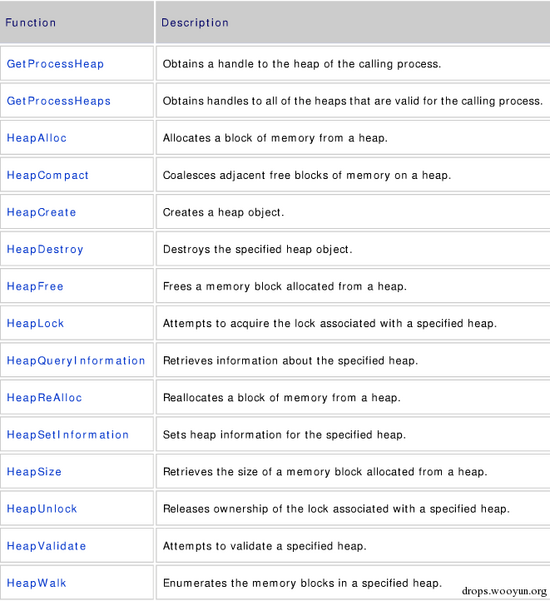 Function Description
GetProcessHeap Obtains a handle to the heap of the calling process.
GetProcessHeaps Obtains handles to all of the heaps that are valid for the calling process.
HeapAlloc Allocates a block of memory from a heap.
HeapCompact Coalesces adjacent free blocks of memory on a heap.
HeapCreate Creates a heap object.
HeapDestroy Destroys the specified heap object.
HeapFree Frees a memory block allocated from a heap.
HeapLock Attempts to acquire the lock associated with a specified heap.
HeapQueryInformation Retrieves information about the specified heap.
HeapReAlloc Reallocates a block of memory from a heap.
HeapSetInformation Sets heap information for the specified heap.
HeapSize Retrieves the size of a memory block allocated from a heap.
HeapUnlock Releases ownership of the lock associated with a specified heap.
HeapValidate Attempts to validate a specified heap.
HeapWalk Enumerates the memory blocks in a specified heap.
drops.wooyun.org